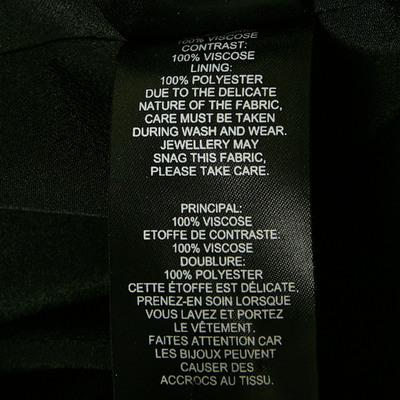 100% VISCOSE
CONTRAST:
100% VISCOSE
LINING:
100% POLYESTER
DUE TO THE DELICATE
NATURE OF THE FABRIC,
CARE MUST BE TAKEN
DURING WASH AND WEAR.
JEWELLERY MAY
SNAG THIS FABRIC,
PLEASE TAKE CARE.
PRINCIPAL:
100% VISCOSE
ETOFFE DE CONTRASTE:
100% VISCOSE
DOUBLURE:
100% POLYESTER
CETTE ÉTOFFE EST DÉLICATE.
PRENEZ-EN SOIN LORSQUE
VOUS LAVEZ ET PORTEZ
LE VÊTEMENT.
FAITES ATTENTION CAR
LES BIJOUX PEUVENT
CAUSER DES
ACCROCS AU TISSU.